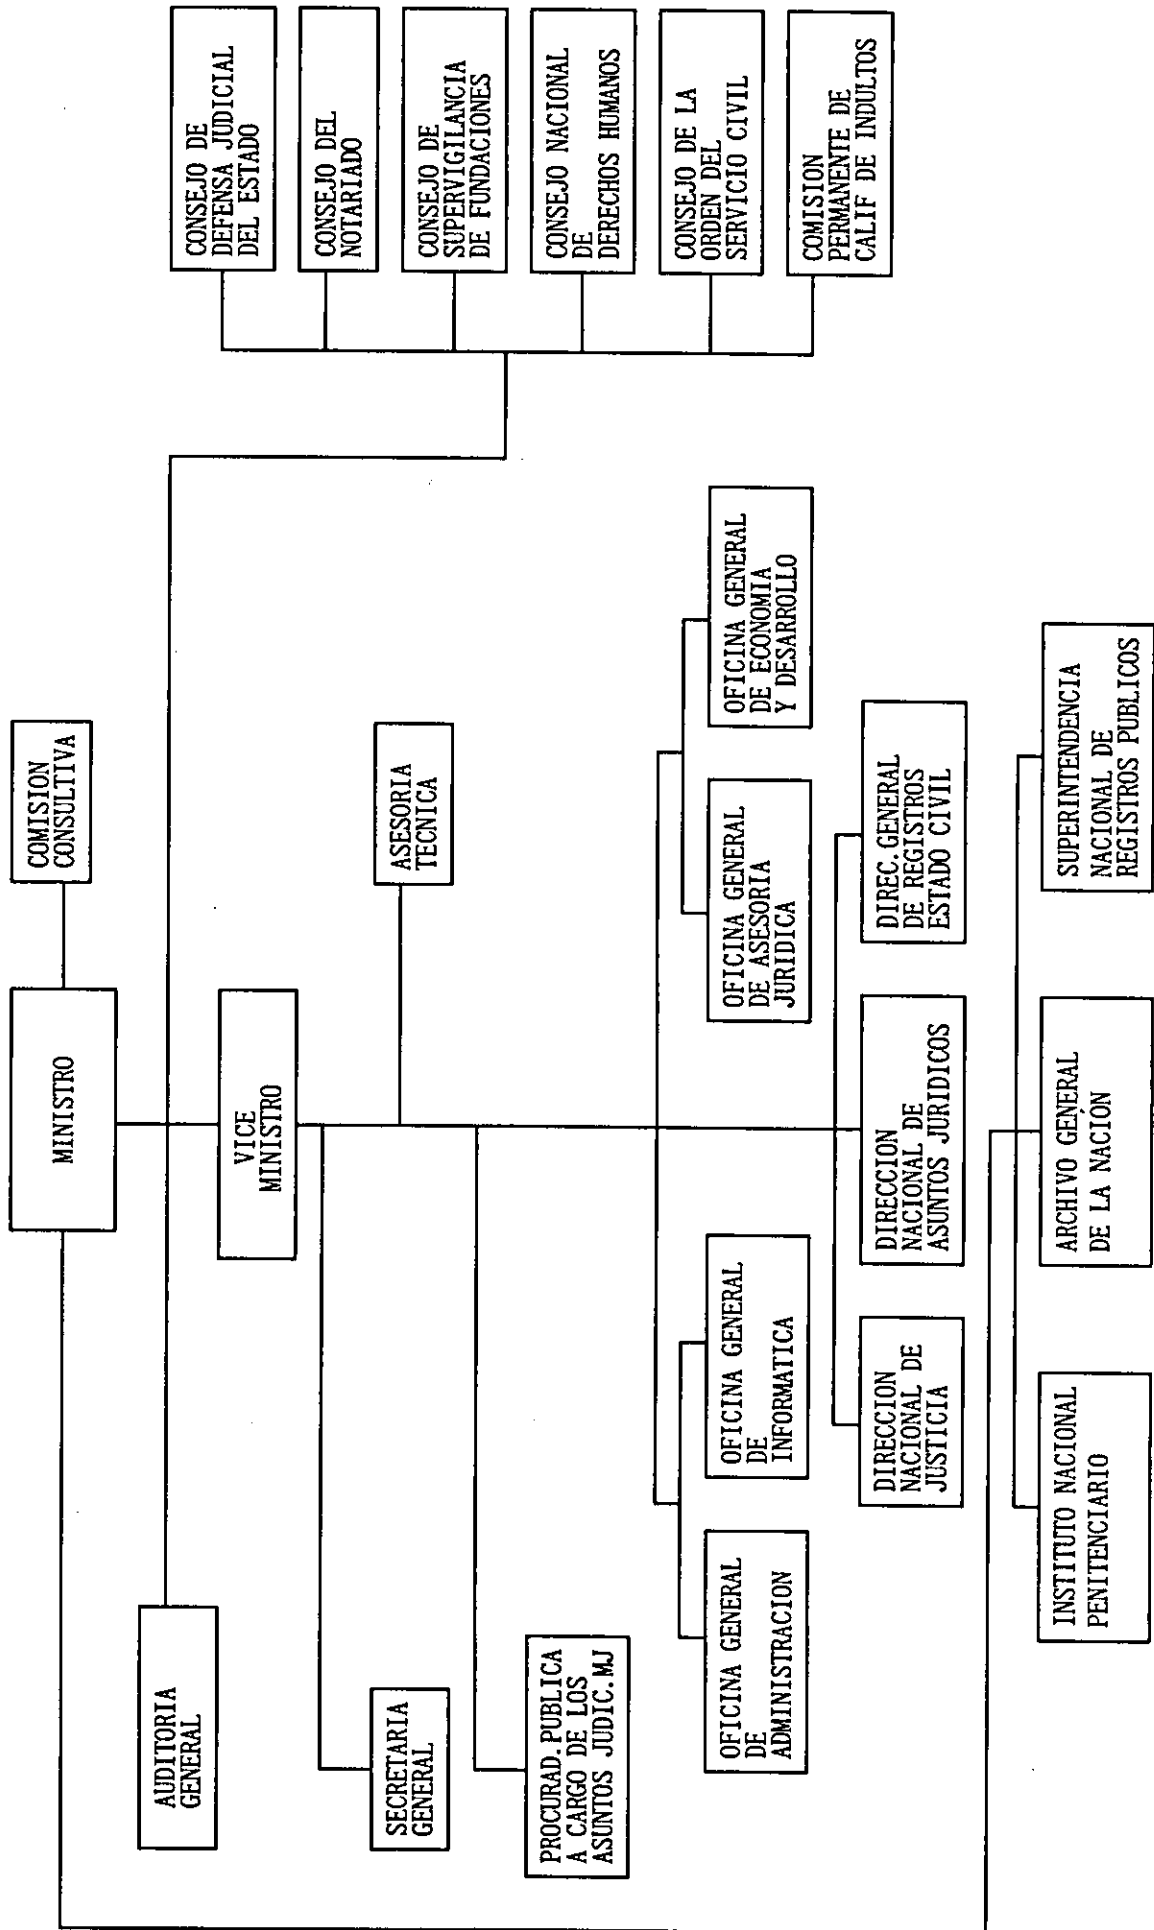 MINISTRO
COMISION
CONSULTIVA
AUDITORIA
GENERAL
CONSEJO DE
DEFENSA JUDICIAL
DEL ESTADO
CONSEJO DEL
NOTARIADO
CONSEJO DE
SUPERVIGILANCIA
DE FUNDACIONES
CONSEJO NACIONAL
DE
DERECHOS HUMANOS
CONSEJO DE LA
ORDEN DEL
SERVICIO CIVIL
COMISION
PERMANENTE DE
CALIF DE INDULTOS
VICE
MINISTRO
SECRETARIA
GENERAL
ASESORIA
TECNICA
PROCURAD.PUBLICA
A CARGO DE LOS
ASUNTOS JUDIC.MJ
OFICINA GENERAL
DE
ADMINISTRACION
OFICINA GENERAL
DE
INFORMATICA
OFICINA GENERAL
DE ASESORIA
JURIDICA
OFICINA GENERAL
DE ECONOMIA
Y DESARROLLO
DIRECCION
NACIONAL DE
JUSTICIA
DIRECCION
NACIONAL DE
ASUNTOS JURIDICOS
DIREC.GENERAL
DE REGISTROS
ESTADO CIVIL
INSTITUTO NACIONAL
PENITENCIARIO
ARCHIVO GENERAL
DE LA NACIÓN
SUPERINTENDENCIA
NACIONAL DE
REGISTROS PUBLICOS